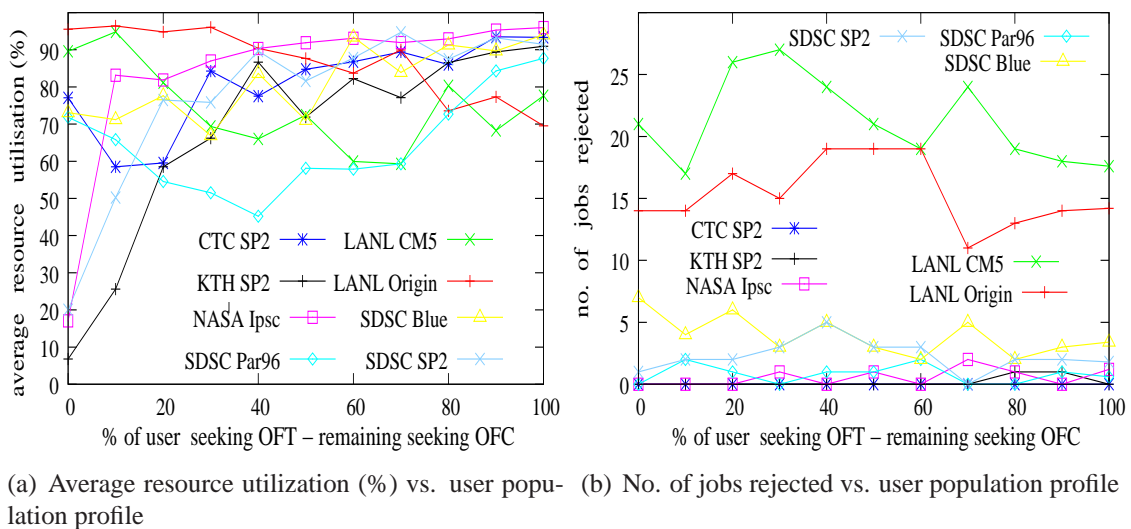 average resource utilisation (%)
90
80
70
60
50
40
30
20
10
0
0 20 40 60 80 100
% of user seeking OFT – remaining seeking OFC
CTC SP2
LANL CM5
KTH SP2
LANL Origin
NASA Ipsc
SDSC Blue
SDSC Par96
SDSC SP2
no. of jobs rejected
25
20
15
10
5
0
0 20 40 60 80 100
% of user seeking OFT – remaining seeking OFC
SDSC SP2
SDSC Par96
SDSC Blue
CTC SP2
KTH SP2
NASA Ipsc
LANL CM5
LANL Origin
(a) Average resource utilization (%) vs. user popu-
lation profile
(b) No. of jobs rejected vs. user population profile